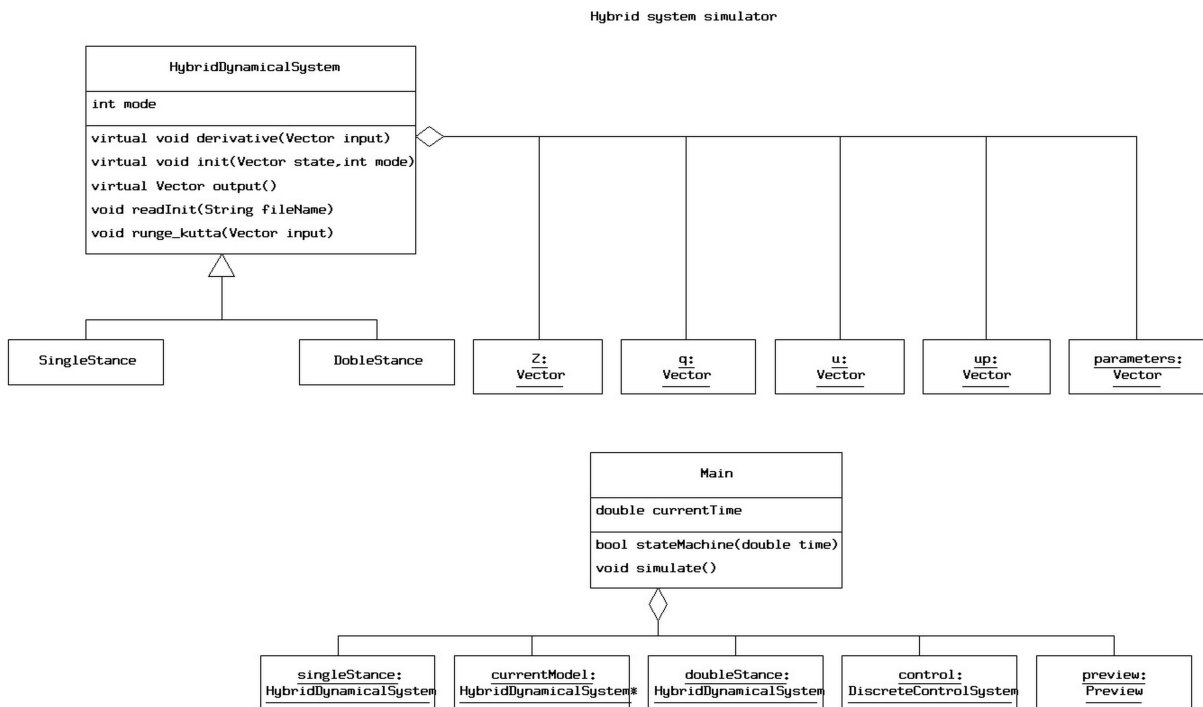 Hybrid system simulator
HybridDynamicalSystem
int mode
virtual void derivative(Vector input)
virtual void init(Vector state,int mode)
virtual Vector output()
void readInit(String fileName)
void runge_kutta(Vector input)
SingleStance
DobleStance
Z:
Vector
q:
Vector
u:
Vector
up:
Vector
parameters:
Vector
Main
double currentTime
bool stateMachine(double time)
void simulate()
singleStance:
HybridDynamicalSystem
currentModel:
HybridDynamicalSystem*
doubleStance:
HybridDynamicalSystem
control:
DiscreteControlSystem
preview:
Preview